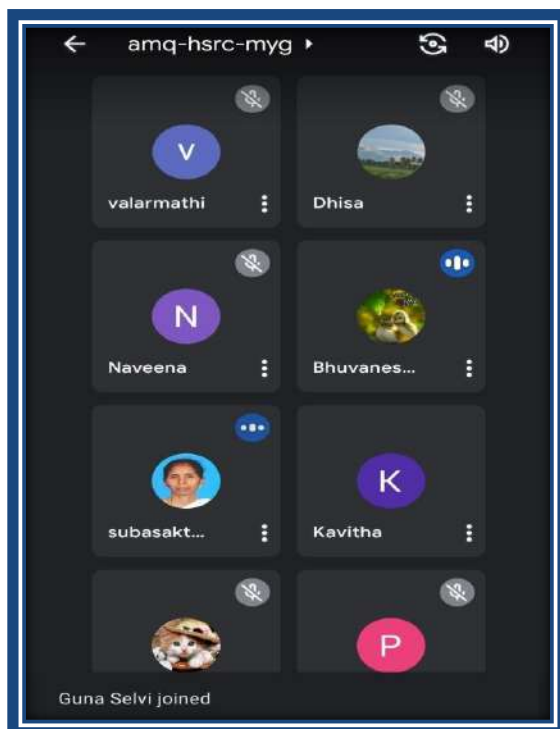 amq-hsrc-myg
V
valarmathi
Dhisa
N
Naveena
Bhuvanes...
subasakt...
K
Kavitha
P
Guna Selvi joined